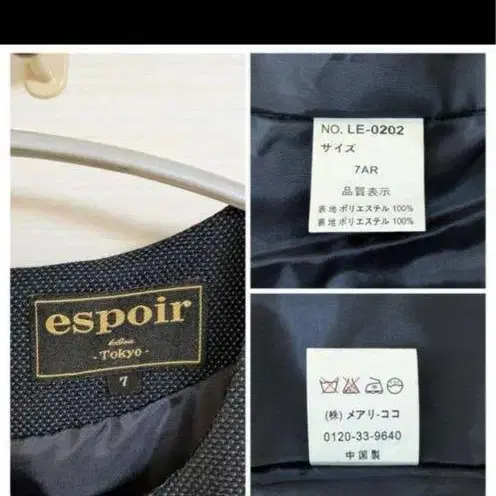 espoir
-Tokyo-
7
NO. LE-0202
サイズ
7AR
品質表示
表地 ポリエステル 100%
裏地 ポリエステル 100%
(株) メアリ・ココ
0120-33-9640
中国製